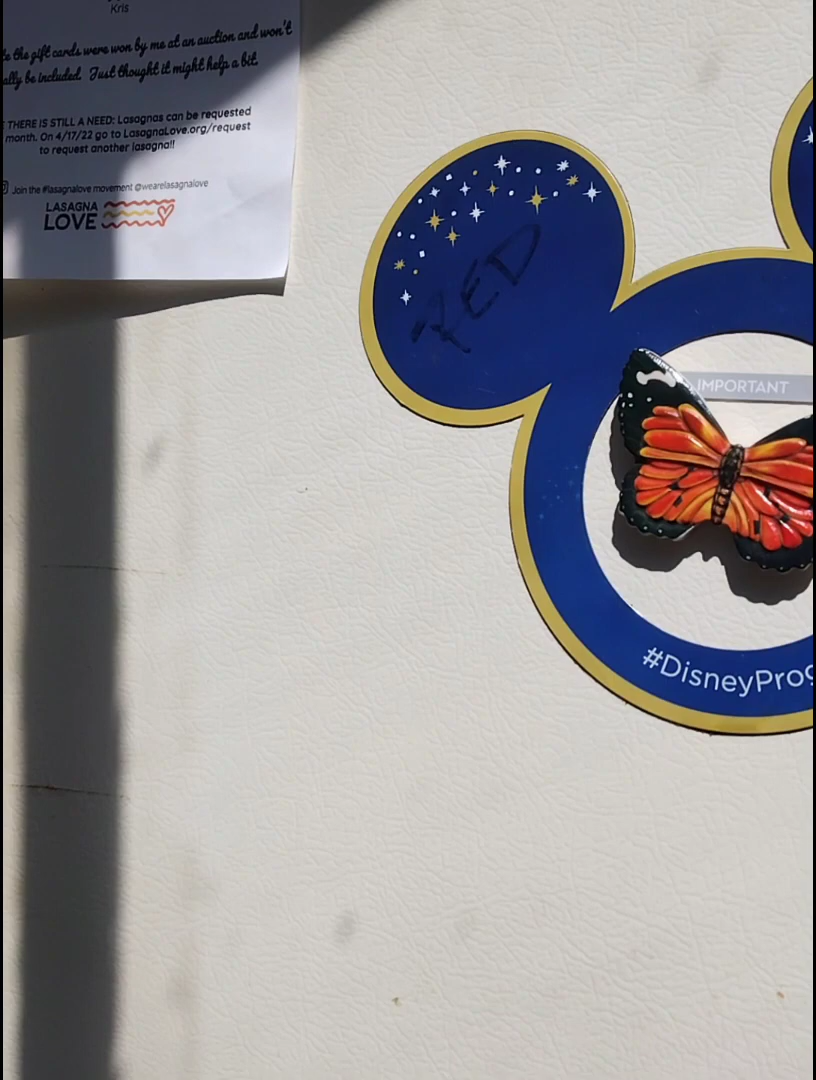 Kris
the gift cards were won by me at an auction and won't
ally be included. Just thought it might help a bit.
THERE IS STILL A NEED: Lasagnas can be requested
month. On 4/17/22 go to LasagnaLove.org/request
to request another lasagna!!
Join the #lasagnalove movement @wearelasagnalove
LASAGNA
LOVE
RED
IMPORTANT
#DisneyProg